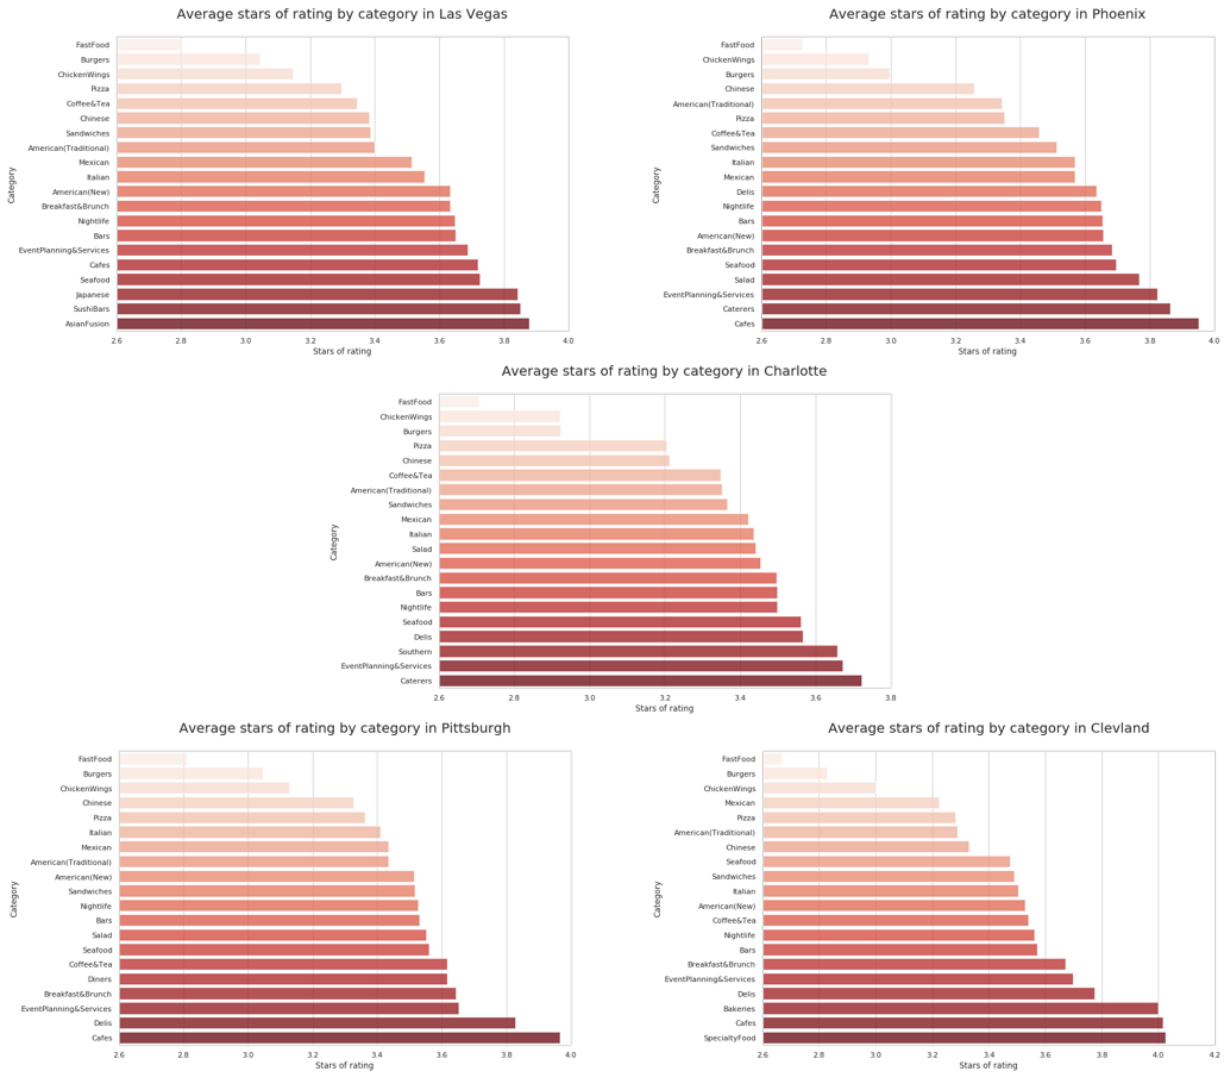 Average stars of rating by category in Las Vegas
Category
FastFood
Burgers
ChickenWings
Pizza
Coffee&Tea
Chinese
Sandwiches
American(Traditional)
Mexican
Italian
American(New)
Breakfast&Brunch
Nightlife
Bars
EventPlanning&Services
Cafes
Seafood
Japanese
SushiBars
AsianFusion
2.6 2.8 3.0 3.2 3.4 3.6 3.8 4.0
Stars of rating
Average stars of rating by category in Phoenix
Category
FastFood
ChickenWings
Burgers
Chinese
American(Traditional)
Pizza
Coffee&Tea
Sandwiches
Italian
Mexican
Delis
Nightlife
Bars
American(New)
Breakfast&Brunch
Seafood
Salad
EventPlanning&Services
Caterers
Cafes
2.6 2.8 3.0 3.2 3.4 3.6 3.8 4.0
Stars of rating
Average stars of rating by category in Charlotte
Category
FastFood
ChickenWings
Burgers
Pizza
Chinese
Coffee&Tea
American(Traditional)
Sandwiches
Mexican
Italian
Salad
American(New)
Breakfast&Brunch
Bars
Nightlife
Seafood
Delis
Southern
EventPlanning&Services
Caterers
2.6 2.8 3.0 3.2 3.4 3.6 3.8
Stars of rating
Average stars of rating by category in Pittsburgh
Category
FastFood
Burgers
ChickenWings
Chinese
Pizza
Italian
Mexican
American(Traditional)
American(New)
Sandwiches
Nightlife
Bars
Salad
Seafood
Coffee&Tea
Diners
Breakfast&Brunch
EventPlanning&Services
Delis
Cafes
2.6 2.8 3.0 3.2 3.4 3.6 3.8 4.0
Stars of rating
Average stars of rating by category in Clevland
Category
FastFood
Burgers
ChickenWings
Mexican
Pizza
American(Traditional)
Chinese
Seafood
Sandwiches
Italian
American(New)
Coffee&Tea
Nightlife
Bars
Breakfast&Brunch
EventPlanning&Services
Delis
Bakeries
Cafes
SpecialtyFood
2.6 2.8 3.0 3.2 3.4 3.6 3.8 4.0 4.2
Stars of rating